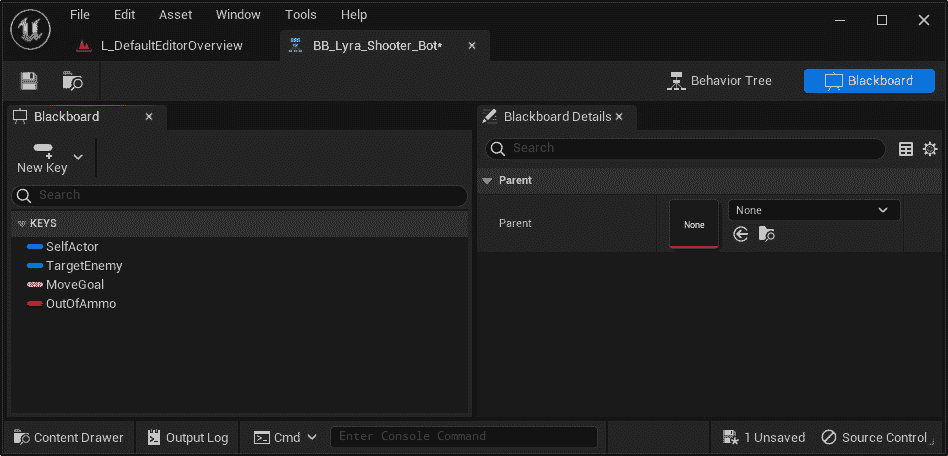 File Edit Asset Window Tools Help
L_DefaultEditorOverview BB_Lyra_Shooter_Bot*
Behavior Tree Blackboard
Blackboard
New Key
Search
KEYS
SelfActor
TargetEnemy
MoveGoal
OutOfAmmo
Blackboard Details
Search
Parent
Parent None None
Content Drawer Output Log Cmd Enter Console Command 1 Unsaved Source Control